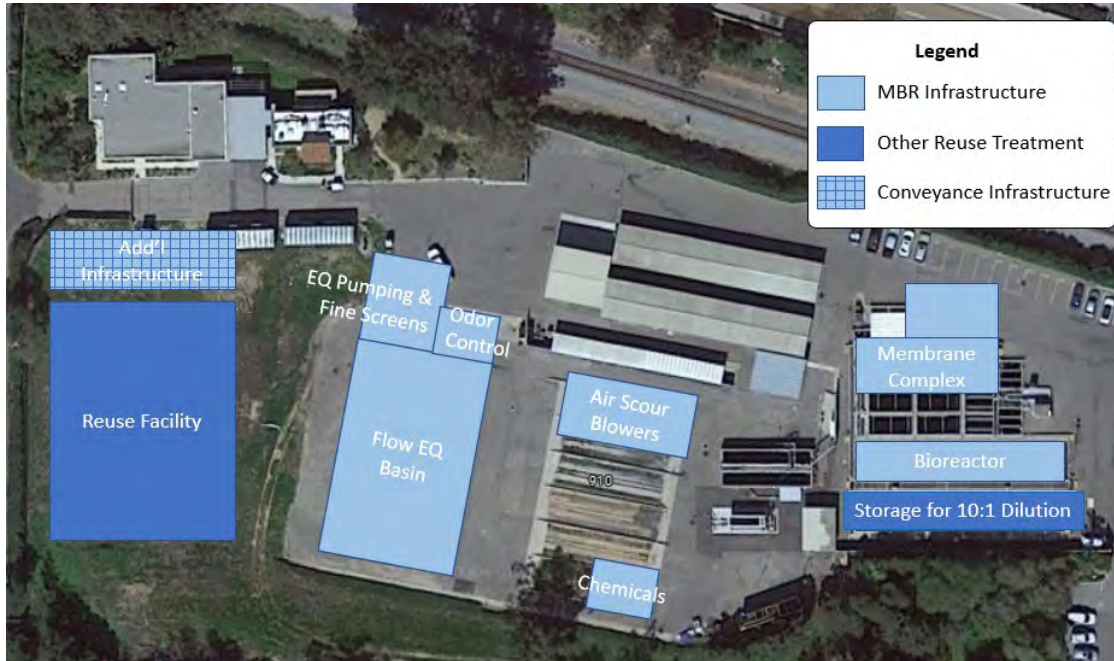 Legend
MBR Infrastructure
Other Reuse Treatment
Conveyance Infrastructure
Add'l
Infrastructure
EQ Pumping &
Fine Screens
Odor
Control
Membrane
Complex
Reuse Facility
Air Scour
Blowers
Flow EQ
Basin
Bioreactor
910
Storage for 10:1 Dilution
Chemicals